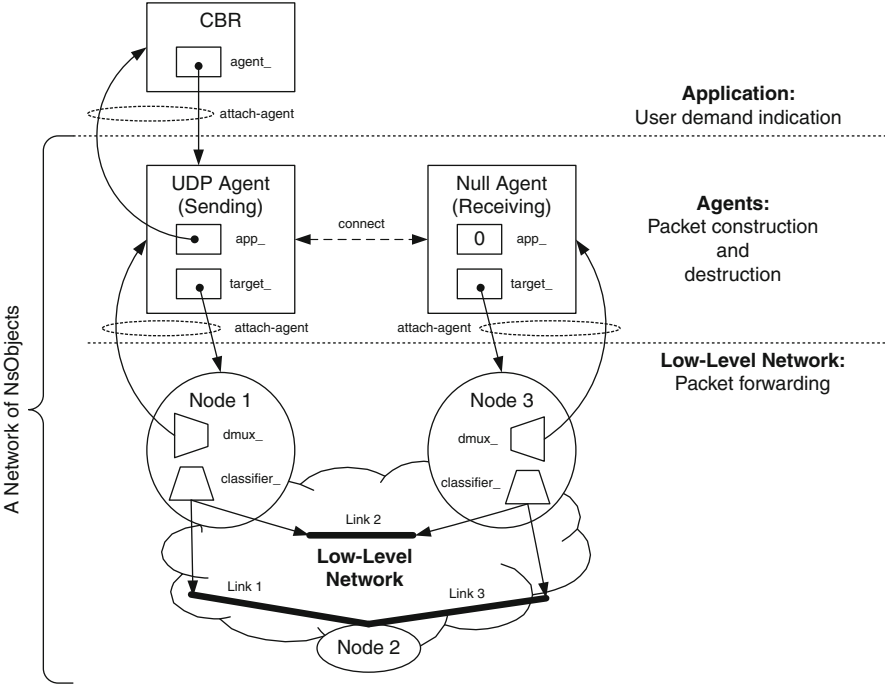 CBR
agent_
attach-agent
Application:
User demand indication
UDP Agent
(Sending)
app_
target_
connect
Null Agent
(Receiving)
0
app_
target_
Agents:
Packet construction
and
destruction
attach-agent
attach-agent
Low-Level Network:
Packet forwarding
A Network of NsObjects
Node 1
dmux_
classifier_
Node 3
dmux_
classifier_
Link 2
Low-Level
Network
Link 1
Link 3
Node 2